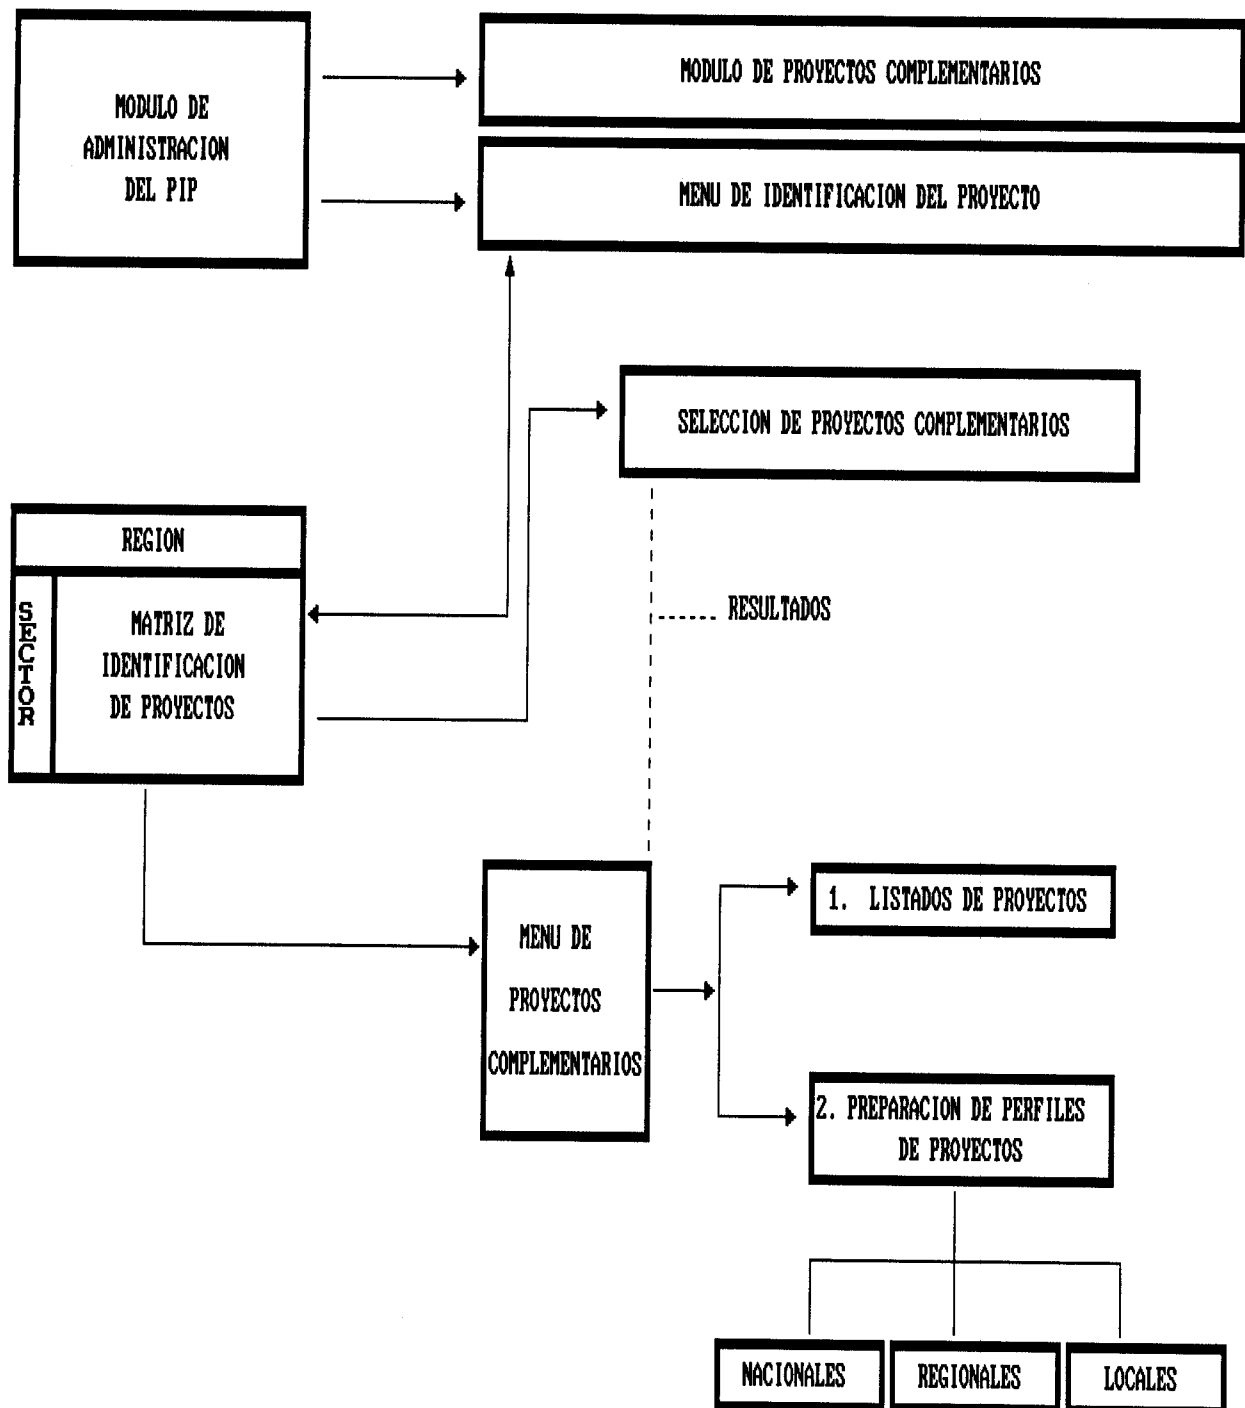 MODULO DE
ADMINISTRACION
DEL PIP
MODULO DE PROYECTOS COMPLEMENTARIOS
MENU DE IDENTIFICACION DEL PROYECTO
SELECCION DE PROYECTOS COMPLEMENTARIOS
REGION
SECTOR
MATRIZ DE
IDENTIFICACION
DE PROYECTOS
RESULTADOS
MENU DE
PROYECTOS
COMPLEMENTARIOS
1. LISTADOS DE PROYECTOS
2. PREPARACION DE PERFILES
DE PROYECTOS
NACIONALES
REGIONALES
LOCALES